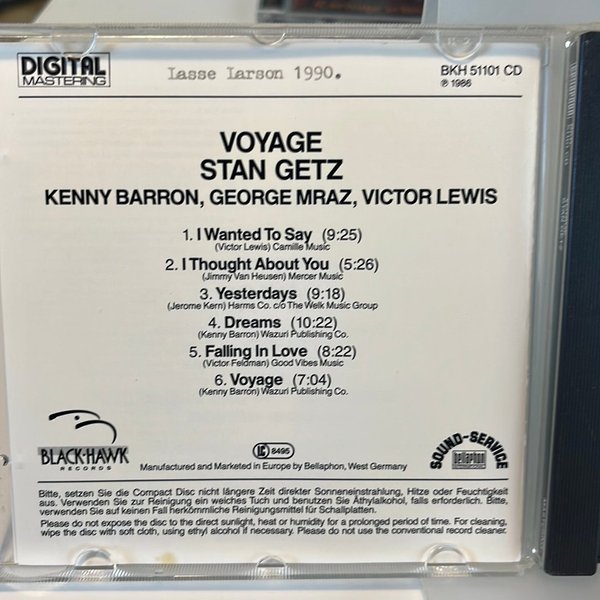 DIGITAL
MASTERING
Lasse Larson 1990.
BKH 51101 CD
℗ 1986
VOYAGE
STAN GETZ
KENNY BARRON, GEORGE MRAZ, VICTOR LEWIS
1. I Wanted To Say (9:25)
(Victor Lewis) Camille Music
2. I Thought About You (5:26)
(Jimmy Van Heusen) Mercer Music
3. Yesterdays (9:18)
(Jerome Kern) Harms Co. c/o The Welk Music Group
4. Dreams (10:22)
(Kenny Barron) Wazuri Publishing Co.
5. Falling In Love (8:22)
(Victor Feldman) Good Vibes Music
6. Voyage (7:04)
(Kenny Barron) Wazuri Publishing Co.
BLACK-HAWK
RECORDS
LC 8495
Manufactured and Marketed in Europe by Bellaphon, West Germany
SOUND-SERVICE
bellaphon
Bitte, setzen Sie die Compact Disc nicht längere Zeit direkter Sonneneinstrahlung, Hitze oder Feuchtigkeit
aus. Verwenden Sie zur Reinigung ein weiches Tuch und benutzen Sie Äthylalkohol, falls erforderlich. Bitte,
verwenden Sie auf keinen Fall herkömmliche Reinigungsmittel für Schallplatten.
Please do not expose the disc to the direct sunlight, heat or humidity for a prolonged period of time. For cleaning,
wipe the disc with soft cloth, using ethyl alcohol if necessary. Please do not use the conventional record cleaner.